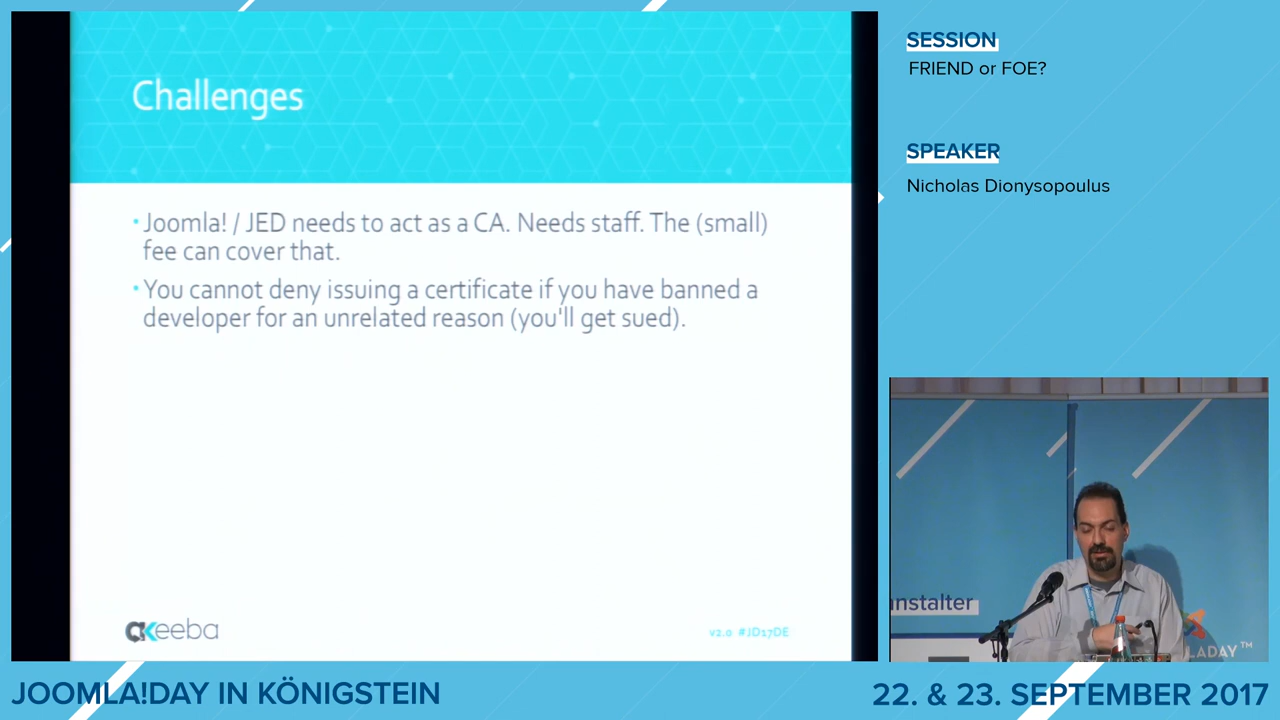 Challenges
• Joomla! / JED needs to act as a CA. Needs staff. The (small)
fee can cover that.
• You cannot deny issuing a certificate if you have banned a
developer for an unrelated reason (you'll get sued).
akeeba
v2.0 #JD17DE
SESSION
FRIEND or FOE?
SPEAKER
Nicholas Dionysopoulus
nstalter
LADAY™
JOOMLA!DAY IN KÖNIGSTEIN
22. & 23. SEPTEMBER 2017